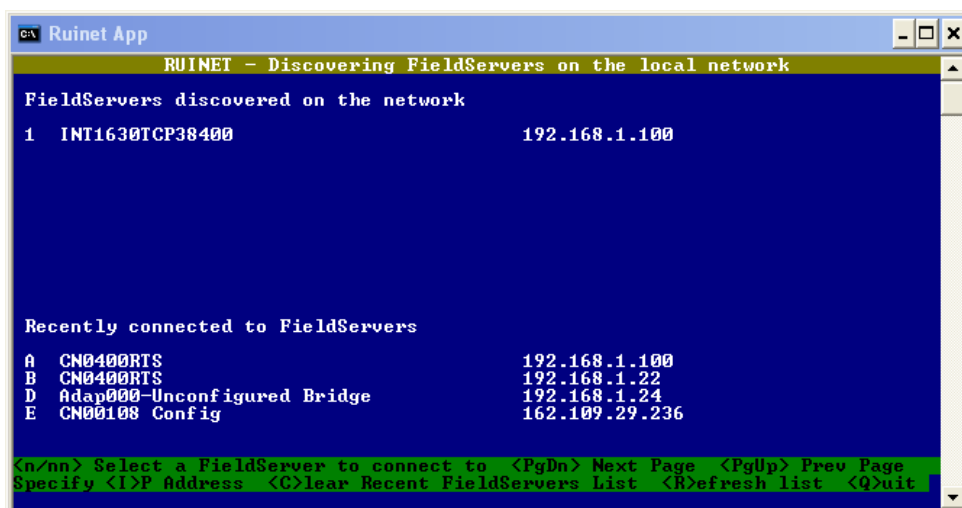 Ruinet App
RUINET - Discovering FieldServers on the local network
FieldServers discovered on the network
1 INT1630TCP38400 192.168.1.100
Recently connected to FieldServers
A CN0400RTS 192.168.1.100
B CN0400RTS 192.168.1.22
D Adap000-Unconfigured Bridge 192.168.1.24
E CN00108 Config 162.109.29.236
<n/nn> Select a FieldServer to connect to <PgDn> Next Page <PgUp> Prev Page
Specify <I>P Address <C>lear Recent FieldServers List <R>efresh list <Q>uit